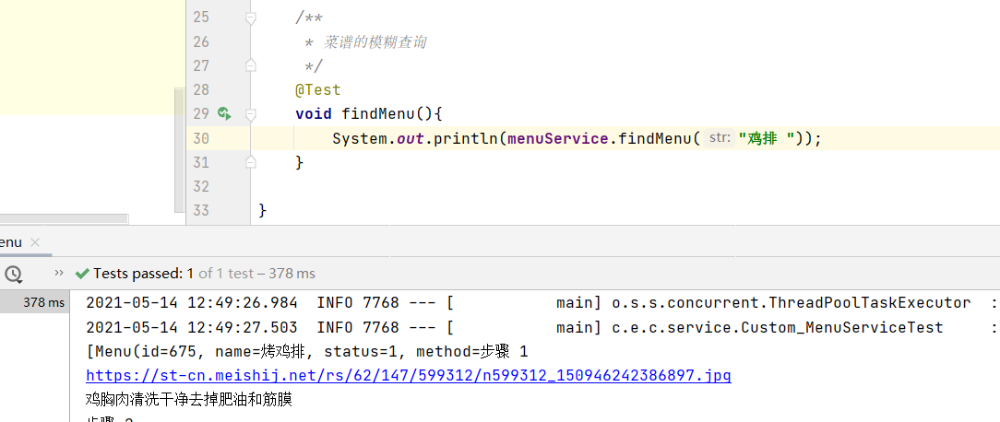 25 /**
26 * 菜谱的模糊查询
27 */
28 @Test
29 void findMenu(){
30 System.out.println(menuService.findMenu( str: "鸡排 "));
31 }
32
33 }
enu ×
>> Tests passed: 1 of 1 test – 378 ms
378 ms
2021-05-14 12:49:26.984 INFO 7768 --- [ main] o.s.s.concurrent.ThreadPoolTaskExecutor :
2021-05-14 12:49:27.503 INFO 7768 --- [ main] c.e.c.service.Custom_MenuServiceTest :
[Menu(id=675, name=烤鸡排, status=1, method=步骤 1
https://st-cn.meishij.net/rs/62/147/599312/n599312_150946242386897.jpg
鸡胸肉清洗干净去掉肥油和筋膜